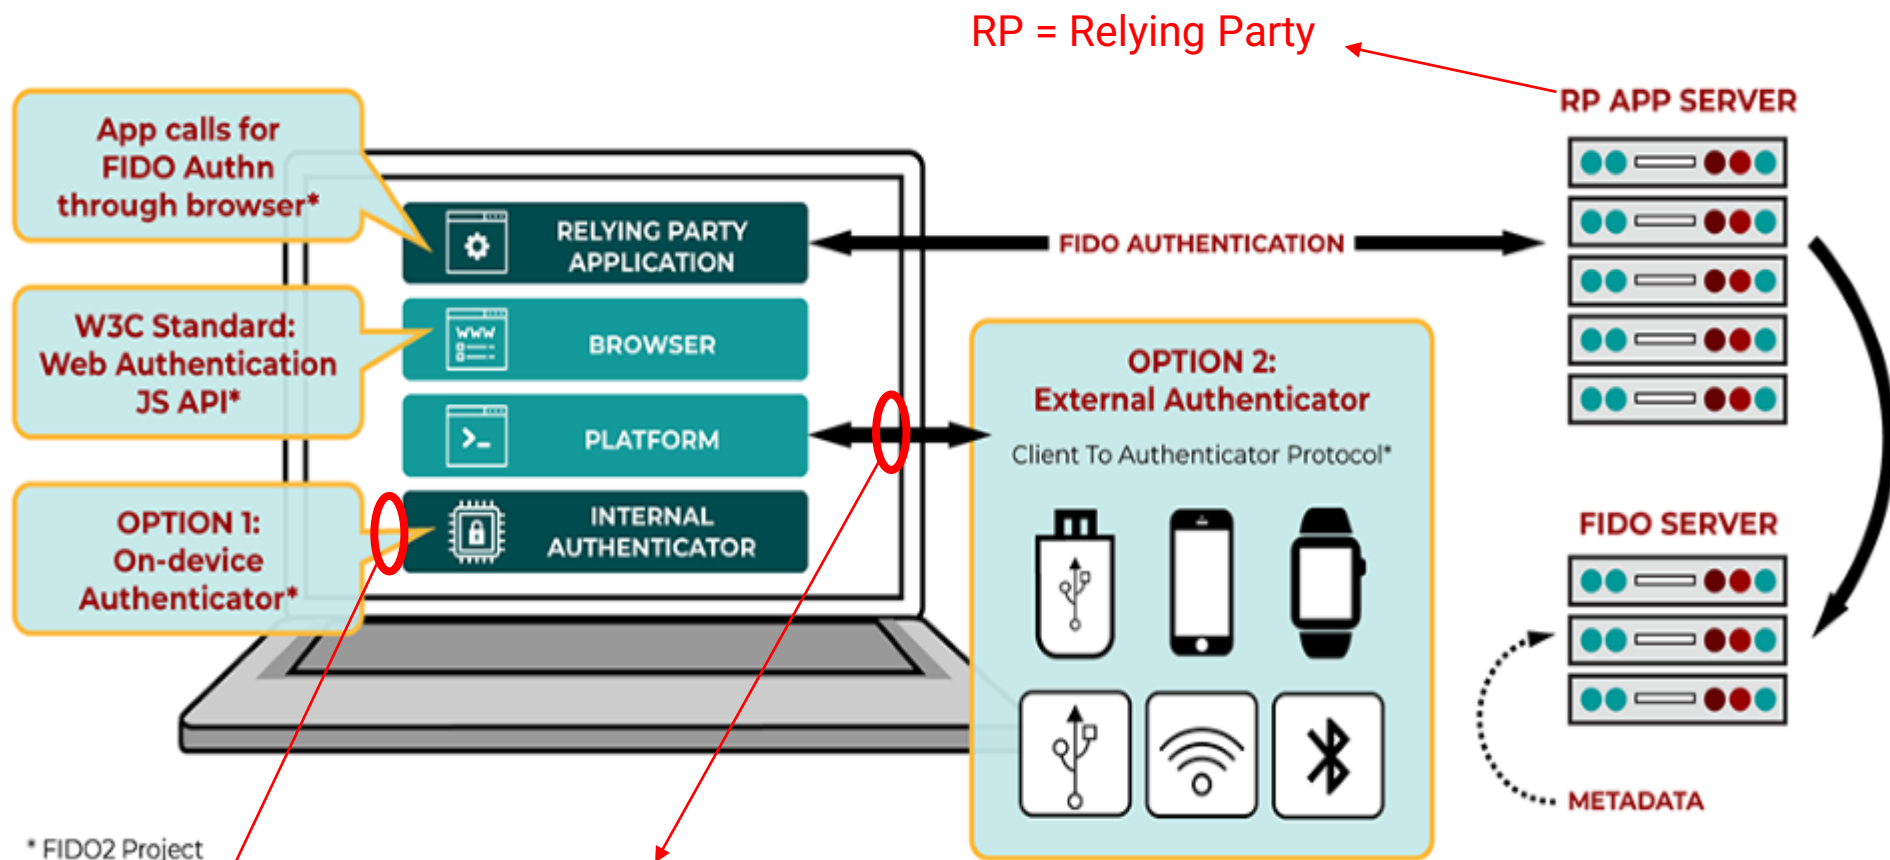 RP = Relying Party
RP APP SERVER
App calls for
FIDO Authn
through browser*
RELYING PARTY
APPLICATION
FIDO AUTHENTICATION
W3C Standard:
Web Authentication
JS API*
WWW
BROWSER
OPTION 2:
External Authenticator
Client To Authenticator Protocol*
>_
PLATFORM
OPTION 1:
On-device
Authenticator*
INTERNAL
AUTHENTICATOR
FIDO SERVER
METADATA
* FIDO2 Project